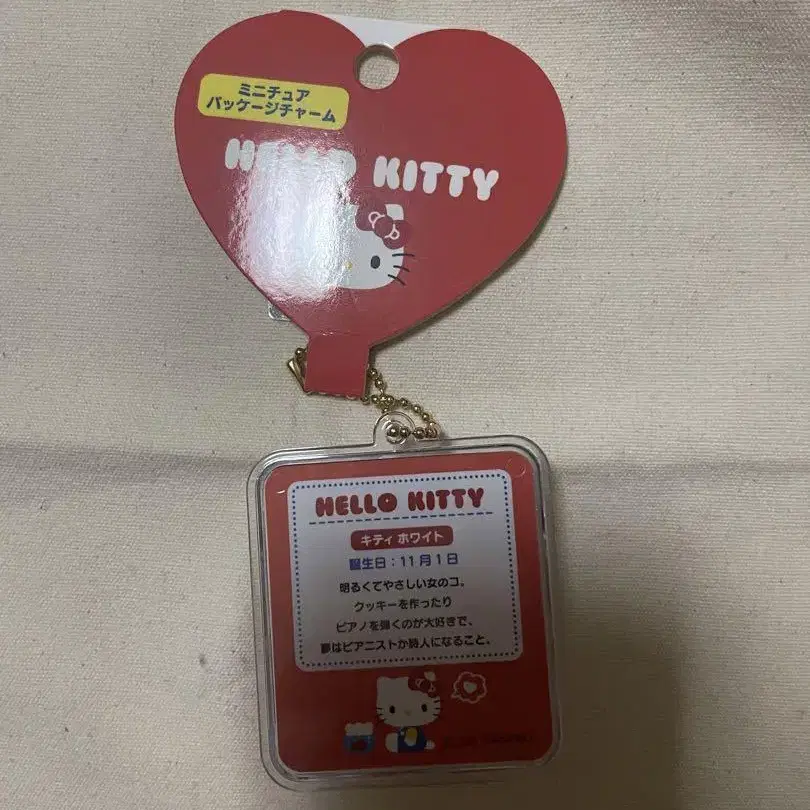 ミニチュア
パッケージチャーム
HELLO KITTY
HELLO KITTY
キティ ホワイト
誕生日：11月1日
明るくてやさしい女のコ。
クッキーを作ったり
ピアノを弾くのが大好きで、
夢はピアニストか詩人になること。